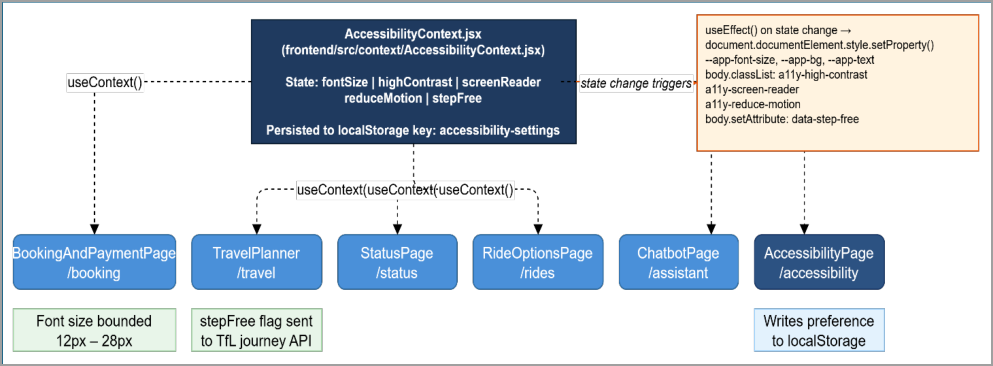 AccessibilityContext.jsx
(frontend/src/context/AccessibilityContext.jsx)
State: fontSize | highContrast | screenReader
reduceMotion | stepFree
Persisted to localStorage key: accessibility-settings
useEffect() on state change →
document.documentElement.style.setProperty()
--app-font-size, --app-bg, --app-text
body.classList: a11y-high-contrast
a11y-screen-reader
a11y-reduce-motion
body.setAttribute: data-step-free
useContext()
state change triggers
useContext(useContext(useContext()
BookingAndPaymentPage
/booking
TravelPlanner
/travel
StatusPage
/status
RideOptionsPage
/rides
ChatbotPage
/assistant
AccessibilityPage
/accessibility
Font size bounded
12px – 28px
stepFree flag sent
to TfL journey API
Writes preference
to localStorage